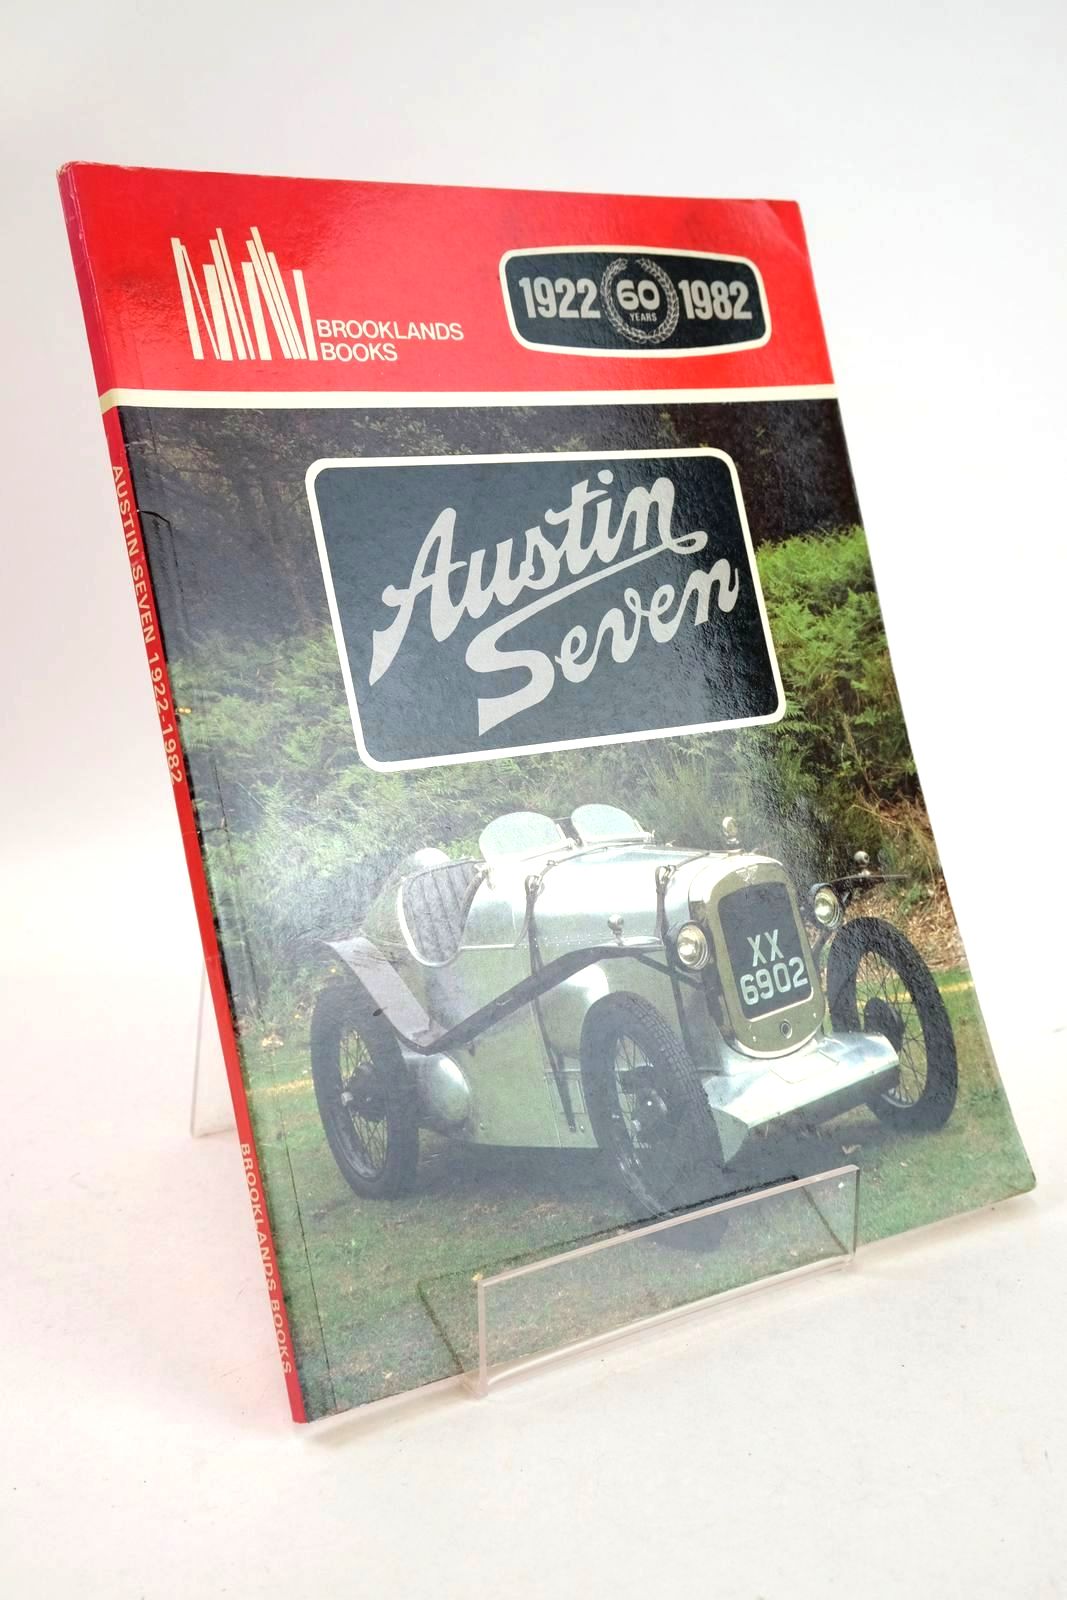 BROOKLANDS
BOOKS
1922 60 1982
YEARS
Austin
Seven
XX
6902
AUSTIN SEVEN 1922-1982
BROOKLANDS BOOKS